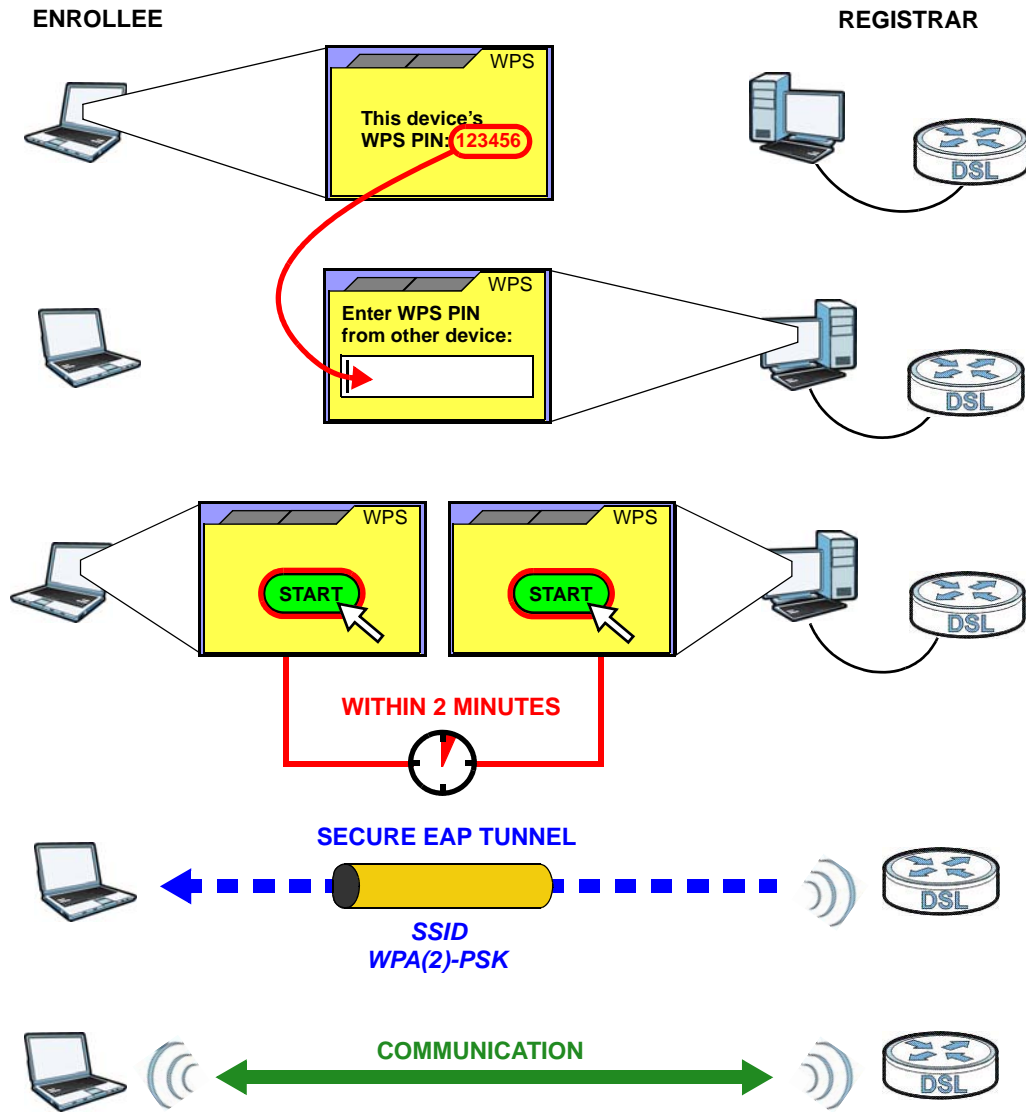 ENROLLEE
REGISTRAR
WPS
This device's
WPS PIN: 123456
DSL
WPS
Enter WPS PIN
from other device:
DSL
WPS
START
WPS
START
DSL
WITHIN 2 MINUTES
SECURE EAP TUNNEL
SSID
WPA(2)-PSK
DSL
COMMUNICATION
DSL